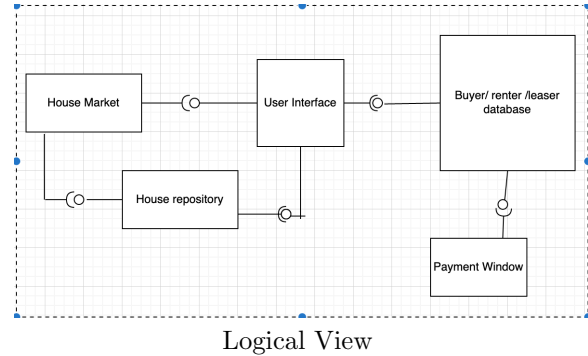 House Market
User Interface
Buyer/ renter /leaser
database
House repository
Payment Window
Logical View